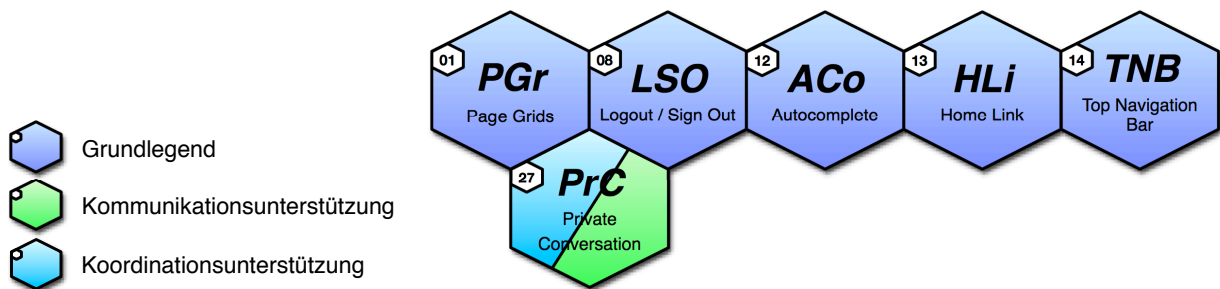 01
PGr
Page Grids
08
LSO
Logout / Sign Out
12
ACo
Autocomplete
13
HLi
Home Link
14
TNB
Top Navigation
Bar
27
PrC
Private
Conversation
Grundlegend
Kommunikationsunterstützung
Koordinationsunterstützung